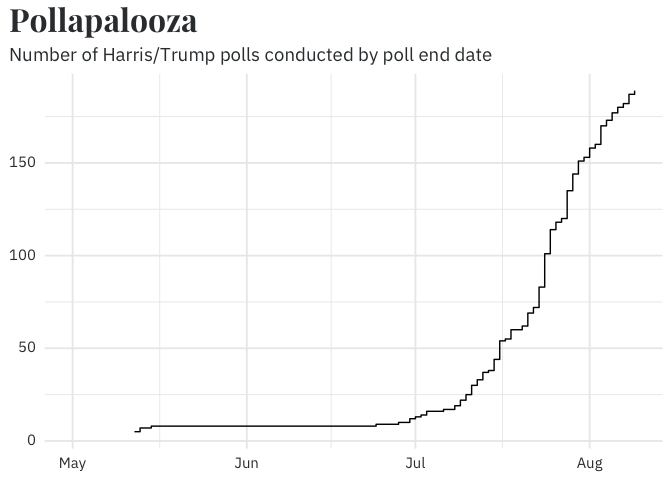 Pollapalooza
Number of Harris/Trump polls conducted by poll end date
150
100
50
0
May Jun Jul Aug